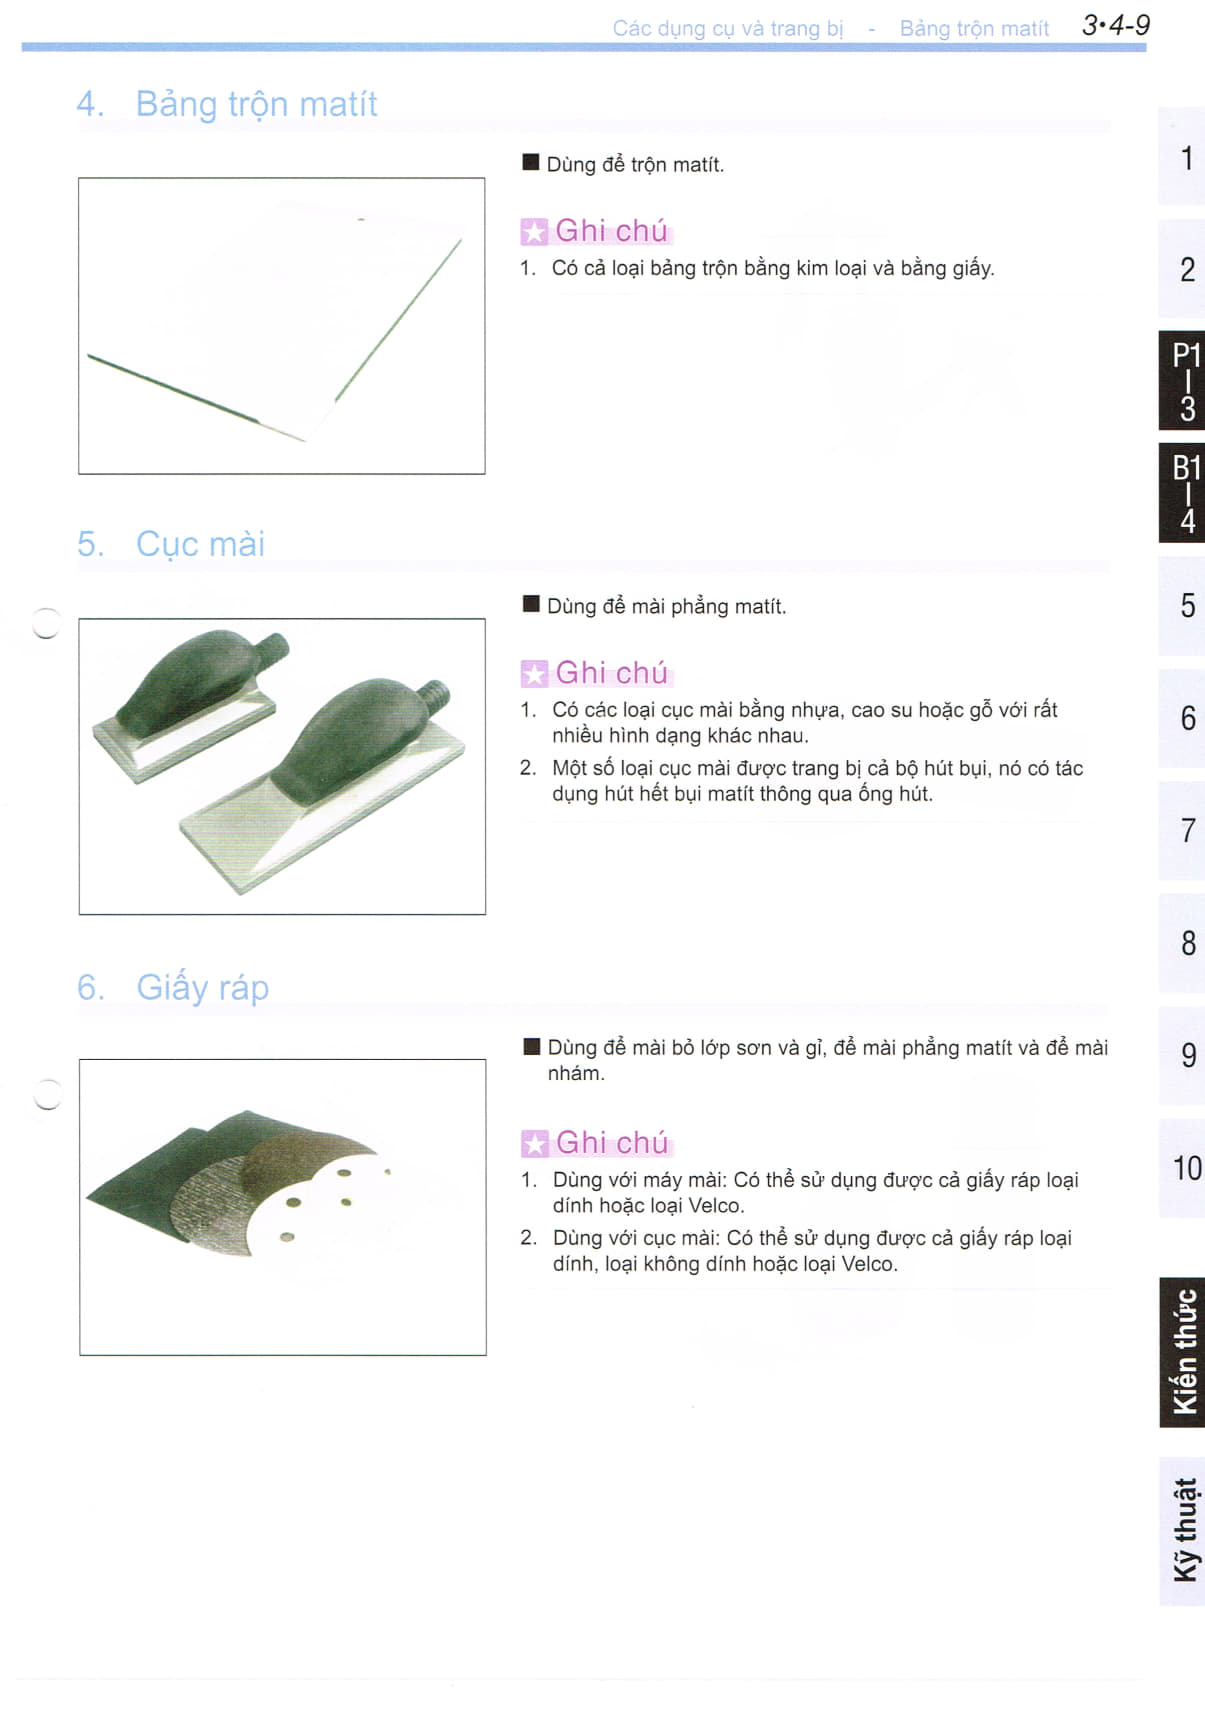 Các dụng cụ và trang bị - Bảng trộn matít 3•4-9
4. Bảng trộn matít
■ Dùng để trộn matít.
Ghi chú
1. Có cả loại bảng trộn bằng kim loại và bằng giấy.
5. Cục mài
■ Dùng để mài phẳng matít.
Ghi chú
1. Có các loại cục mài bằng nhựa, cao su hoặc gỗ với rất
nhiều hình dạng khác nhau.
2. Một số loại cục mài được trang bị cả bộ hút bụi, nó có tác
dụng hút hết bụi matít thông qua ống hút.
6. Giấy ráp
■ Dùng để mài bỏ lớp sơn và gỉ, để mài phẳng matít và để mài
nhám.
Ghi chú
1. Dùng với máy mài: Có thể sử dụng được cả giấy ráp loại
dính hoặc loại Velco.
2. Dùng với cục mài: Có thể sử dụng được cả giấy ráp loại
dính, loại không dính hoặc loại Velco.
1
2
P1
|
3
B1
|
4
5
6
7
8
9
10
Kiến thức
Kỹ thuật